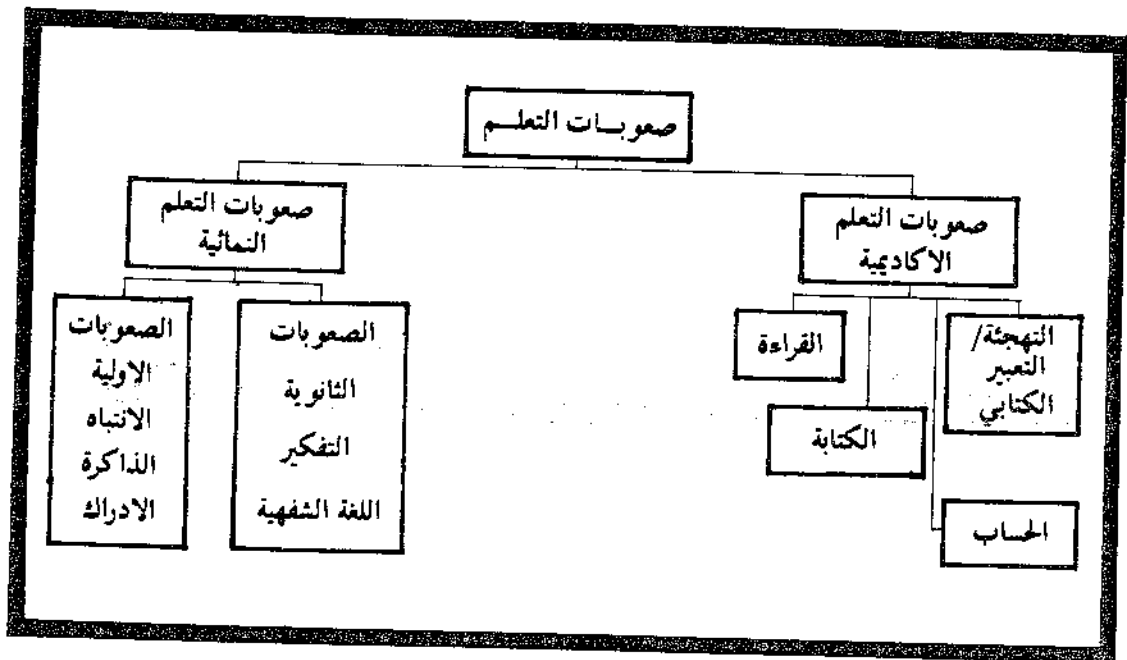 صعوبات التعلم
صعوبات التعلم
الاكاديمية
صعوبات التعلم
النمائية
التهجئة/
التعبير
الكتابي
القراءة
الكتابة
الحساب
الصعوبات
الثانوية
التفكير
اللغة الشفهية
الصعوبات
الاولية
الانتباه
الذاكرة
الادراك